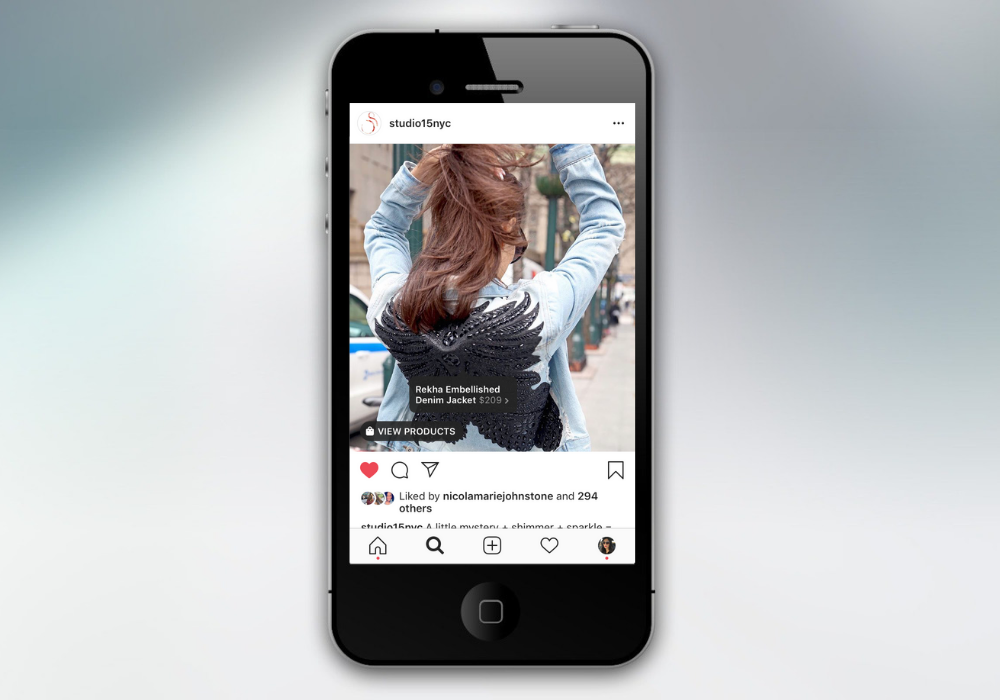 studio15nyc
Rekha Embellished
Denim Jacket $209 >
VIEW PRODUCTS
Liked by nicolamariejohnstone and 294
others
studio15nyc A little mystery + shimmer + sparkle =